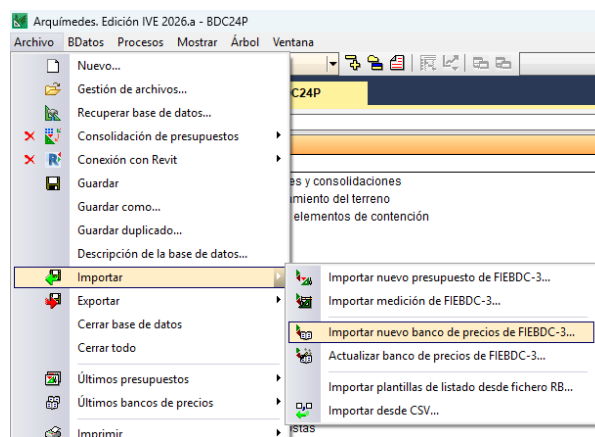 Arquímedes. Edición IVE 2026.a - BDC24P
Archivo BDatos Procesos Mostrar Árbol Ventana
Nuevo...
Gestión de archivos...
C24P
Recuperar base de datos...
Consolidación de presupuestos
Conexión con Revit
Guardar
es y consolidaciones
Guardar como...
amiento del terreno
Guardar duplicado...
elementos de contención
Descripción de la base de datos...
Importar
Importar nuevo presupuesto de FIEBDC-3...
Exportar
Importar medición de FIEBDC-3...
Cerrar base de datos
Importar nuevo banco de precios de FIEBDC-3...
Cerrar todo
Actualizar banco de precios de FIEBDC-3...
Últimos presupuestos
Importar plantillas de listado desde fichero RB...
Últimos bancos de precios
Importar desde CSV...
Imprimir
istas